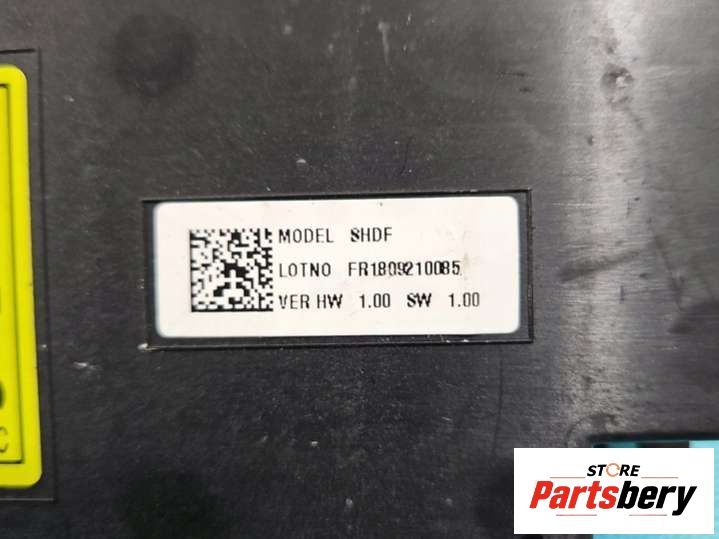 MODEL SHDF
LOTNO FR1809210085
VER HW 1.00 SW 1.00
C
STORE
Partsbery